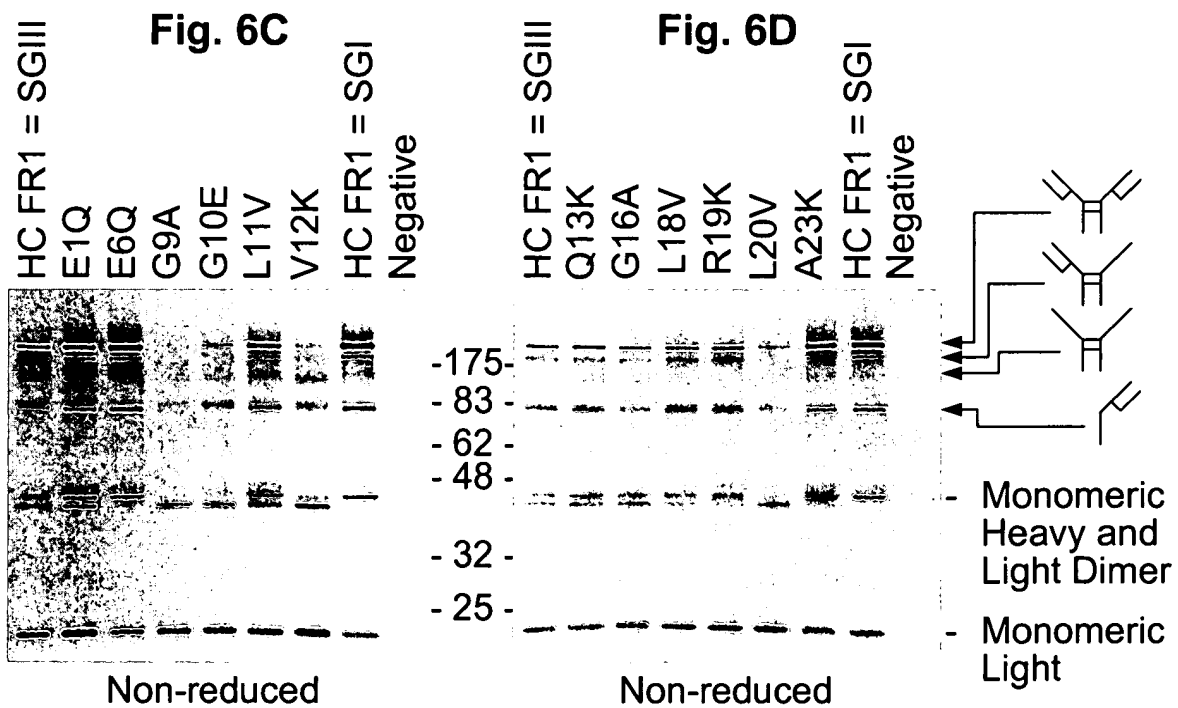 Fig. 6C
HC FR1 = SGIII
E1Q
E6Q
G9A
G10E
L11V
V12K
HC FR1 = SGI
Negative
Fig. 6D
HC FR1 = SGIII
Q13K
G16A
L18V
R19K
L20V
A23K
HC FR1 = SGI
Negative
-175-
- 83 -
- 62 -
- 48 -
- 32 -
- 25 -
- Monomeric
Heavy and
Light Dimer
- Monomeric
Light
Non-reduced
Non-reduced